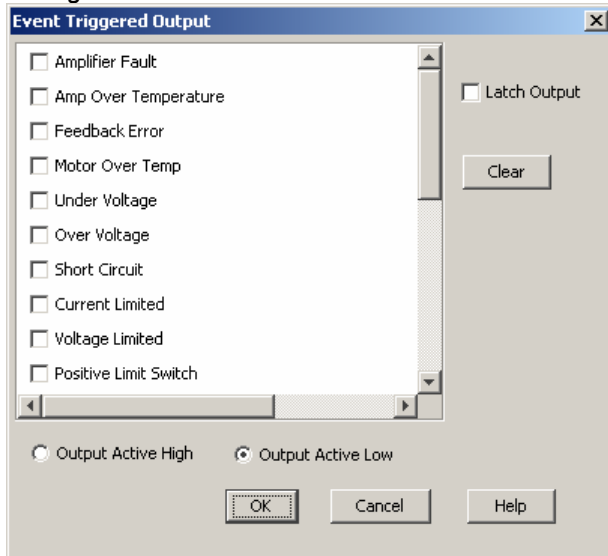 Event Triggered Output
Amplifier Fault
Amp Over Temperature
Feedback Error
Motor Over Temp
Under Voltage
Over Voltage
Short Circuit
Current Limited
Voltage Limited
Positive Limit Switch
Latch Output
Clear
Output Active High
Output Active Low
OK
Cancel
Help